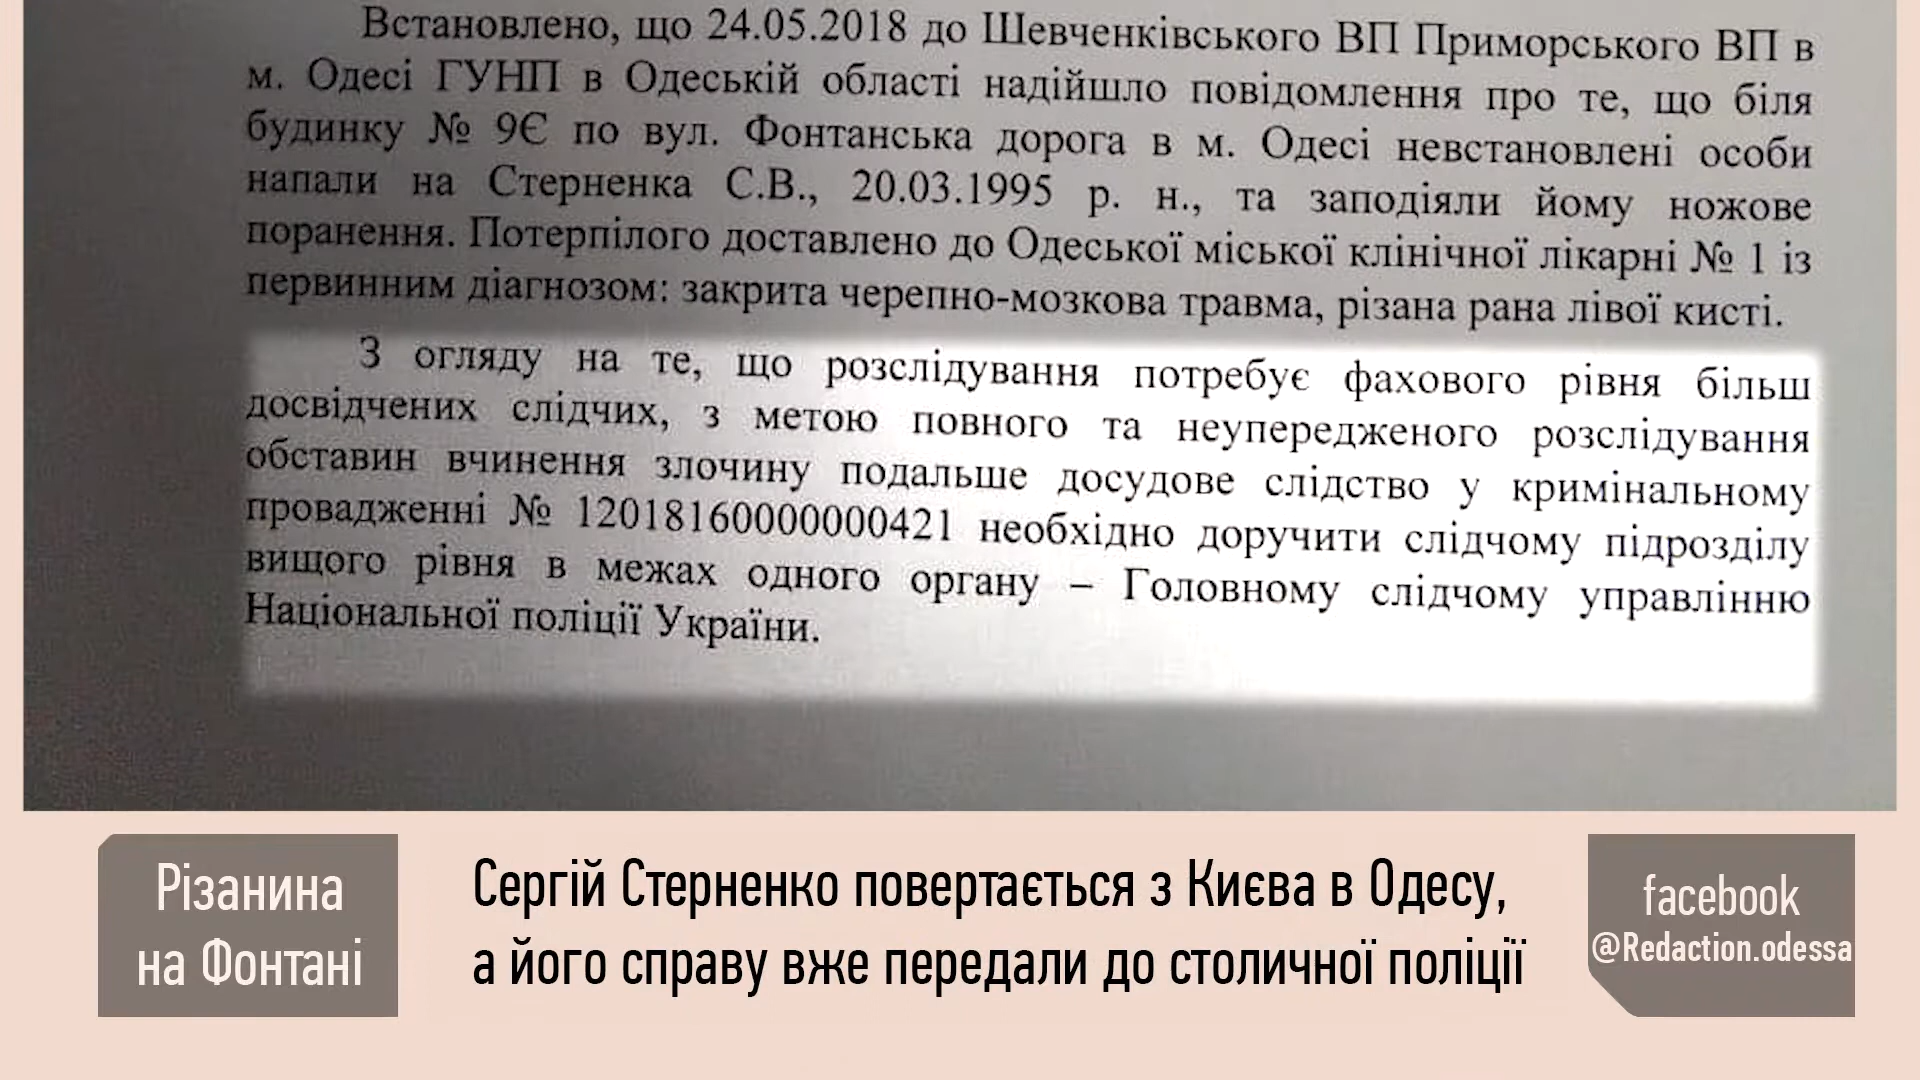 Встановлено, що 24.05.2018 до Шевченківського ВП Приморського ВП в
м. Одесі ГУНП в Одеській області надійшло повідомлення про те, що біля
будинку № 9Є по вул. Фонтанська дорога в м. Одесі невстановлені особи
напали на Стерненка С.В., 20.03.1995 р. н., та заподіяли йому ножове
поранення. Потерпілого доставлено до Одеської міської клінічної лікарні № 1 із
первинним діагнозом: закрита черепно-мозкова травма, різана рана лівої кисті.
З огляду на те, що розслідування потребує фахового рівня більш
досвідчених слідчих, з метою повного та неупередженого розслідування
обставин вчинення злочину подальше досудове слідство у кримінальному
провадженні № 12018160000000421 необхідно доручити слідчому підрозділу
вищого рівня в межах одного органу – Головному слідчому управлінню
Національної поліції України.
Різанина
на Фонтані
Сергій Стерненко повертається з Києва в Одесу,
а його справу вже передали до столичної поліції
facebook
@Redaction.odessa